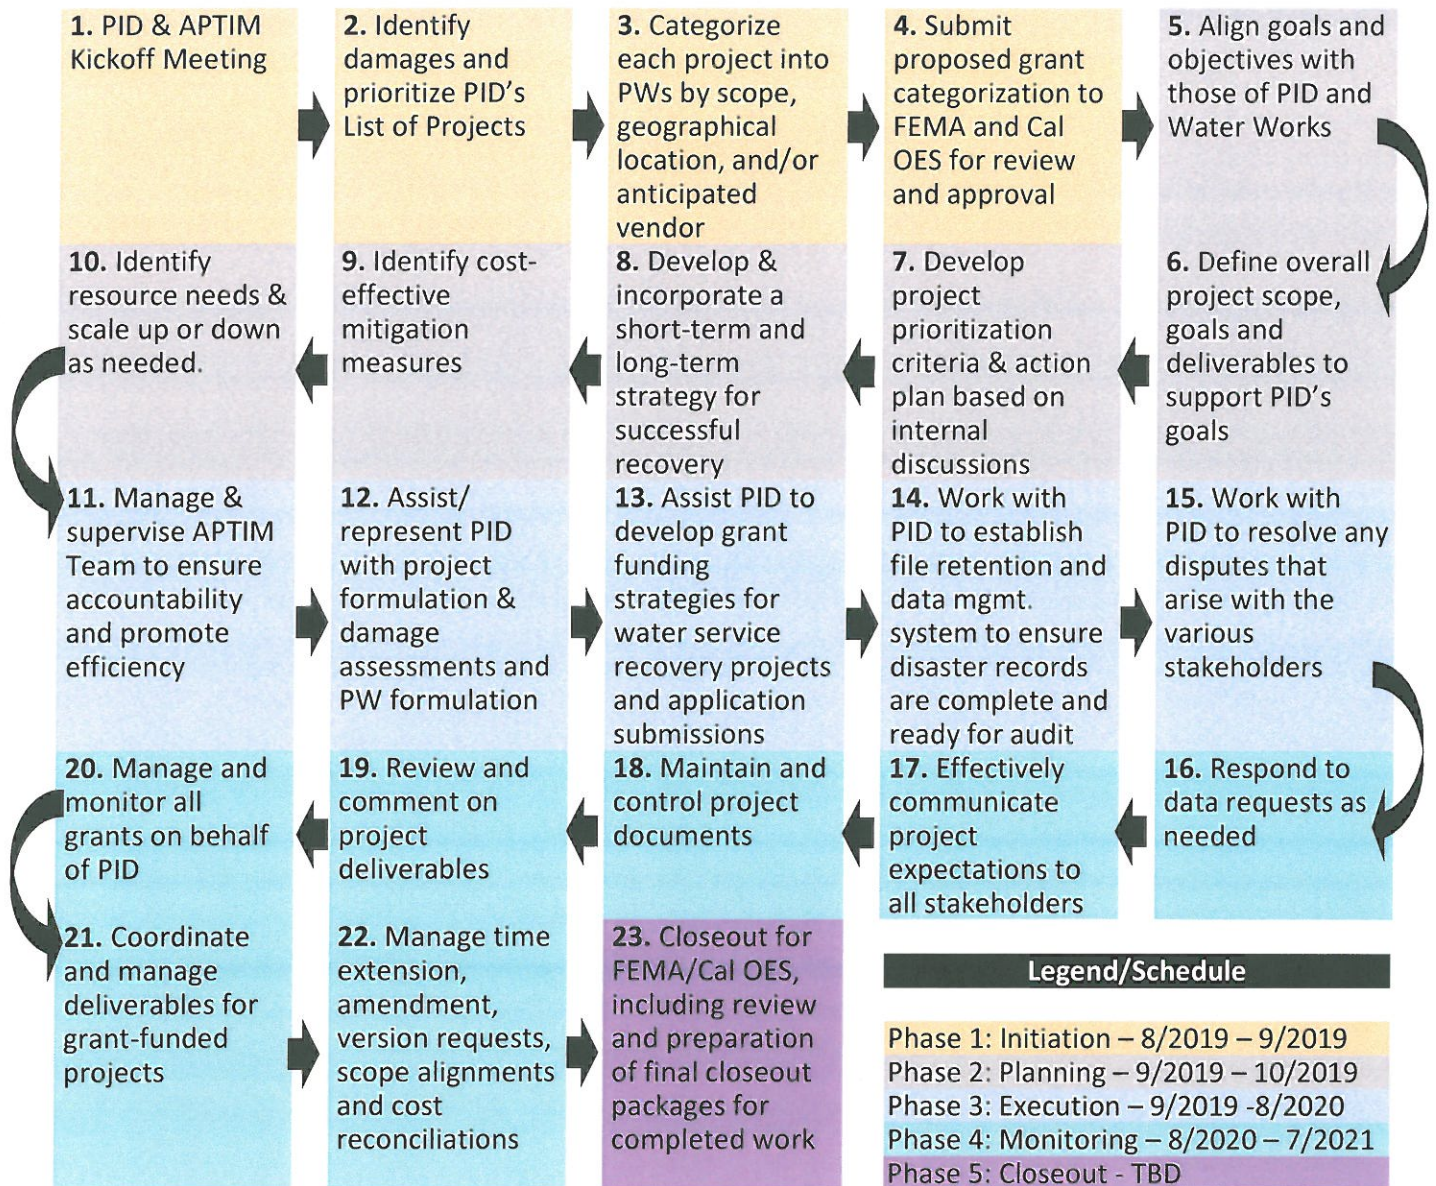 1. PID & APTIM
Kickoff Meeting
2. Identify
damages and
prioritize PID's
List of Projects
3. Categorize
each project into
PWs by scope,
geographical
location, and/or
anticipated
vendor
4. Submit
proposed grant
categorization to
FEMA and Cal
OES for review
and approval
5. Align goals and
objectives with
those of PID and
Water Works
6. Define overall
project scope,
goals and
deliverables to
support PID's
goals
7. Develop
project
prioritization
criteria & action
plan based on
internal
discussions
8. Develop &
incorporate a
short-term and
long-term
strategy for
successful
recovery
9. Identify cost-
effective
mitigation
measures
10. Identify
resource needs &
scale up or down
as needed.
11. Manage &
supervise APTIM
Team to ensure
accountability
and promote
efficiency
12. Assist/
represent PID
with project
formulation &
damage
assessments and
PW formulation
13. Assist PID to
develop grant
funding
strategies for
water service
recovery projects
and application
submissions
14. Work with
PID to establish
file retention and
data mgmt.
system to ensure
disaster records
are complete and
ready for audit
15. Work with
PID to resolve any
disputes that
arise with the
various
stakeholders
16. Respond to
data requests as
needed
17. Effectively
communicate
project
expectations to
all stakeholders
18. Maintain and
control project
documents
19. Review and
comment on
project
deliverables
20. Manage and
monitor all
grants on behalf
of PID
21. Coordinate
and manage
deliverables for
grant-funded
projects
22. Manage time
extension,
amendment,
version requests,
scope alignments
and cost
reconciliations
23. Closeout for
FEMA/Cal OES,
including review
and preparation
of final closeout
packages for
completed work
Legend/Schedule
Phase 1: Initiation – 8/2019 – 9/2019
Phase 2: Planning – 9/2019 – 10/2019
Phase 3: Execution – 9/2019 -8/2020
Phase 4: Monitoring – 8/2020 – 7/2021
Phase 5: Closeout - TBD